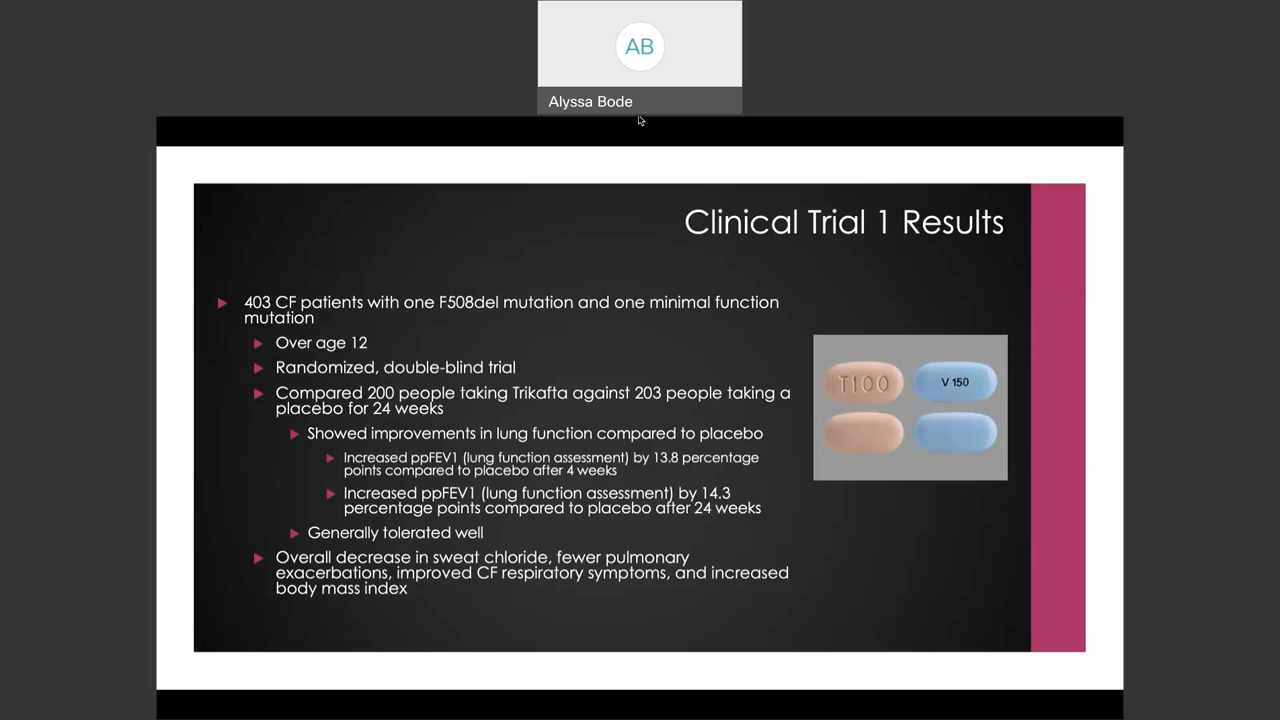 AB
Alyssa Bode
Clinical Trial 1 Results
403 CF patients with one F508del mutation and one minimal function
mutation
Over age 12
Randomized, double-blind trial
Compared 200 people taking Trikafta against 203 people taking a
placebo for 24 weeks
Showed improvements in lung function compared to placebo
Increased ppFEV1 (lung function assessment) by 13.8 percentage
points compared to placebo after 4 weeks
Increased ppFEV1 (lung function assessment) by 14.3
percentage points compared to placebo after 24 weeks
Generally tolerated well
Overall decrease in sweat chloride, fewer pulmonary
exacerbations, improved CF respiratory symptoms, and increased
body mass index
T100
V 150